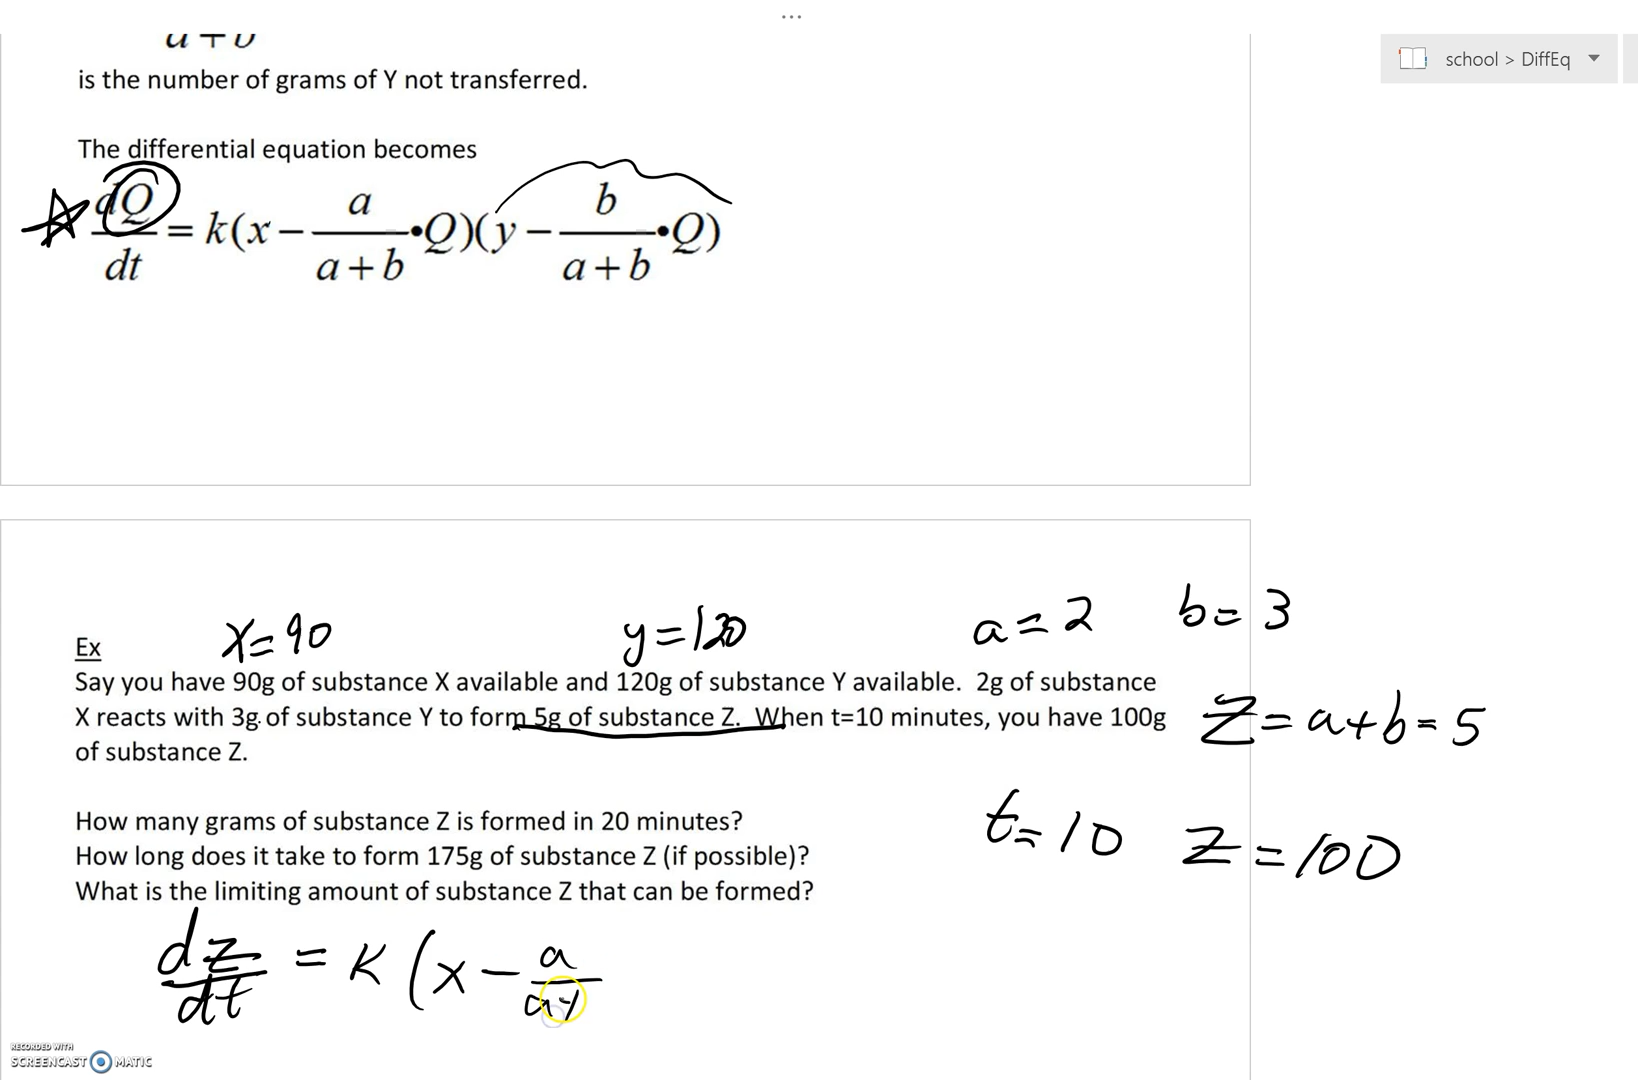 ...
school > DiffEq
a + b
is the number of grams of Y not transferred.
The differential equation becomes
dQ/dt = k(x − a/(a+b) •Q)(y − b/(a+b) •Q)
x=90 y=120 a=2 b=3
Ex
Say you have 90g of substance X available and 120g of substance Y available. 2g of substance
X reacts with 3g of substance Y to form 5g of substance Z. When t=10 minutes, you have 100g
of substance Z.
Z=a+b=5
t=10 Z=100
How many grams of substance Z is formed in 20 minutes?
How long does it take to form 175g of substance Z (if possible)?
What is the limiting amount of substance Z that can be formed?
dz/dt = K (x − a/a+
RECORDED WITH
SCREENCAST MATIC